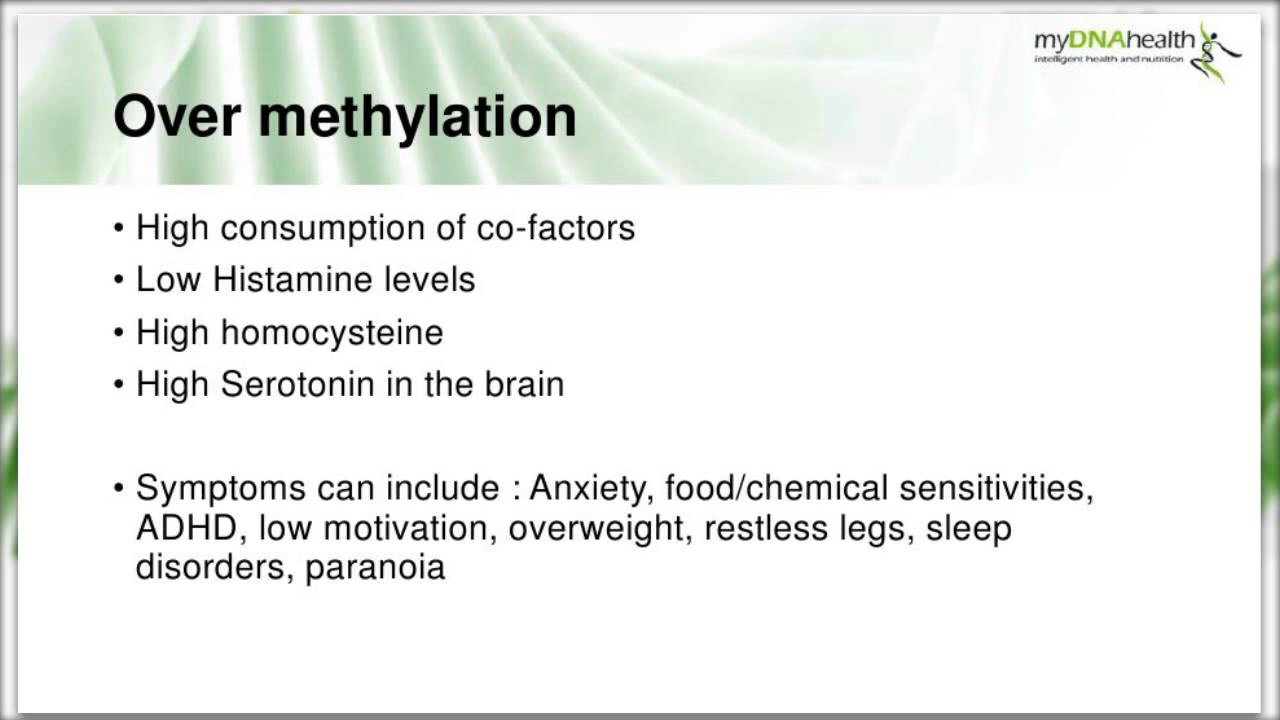 myDNAhealth
intelligent health and nutrition
Over methylation
• High consumption of co-factors
• Low Histamine levels
• High homocysteine
• High Serotonin in the brain
• Symptoms can include : Anxiety, food/chemical sensitivities,
ADHD, low motivation, overweight, restless legs, sleep
disorders, paranoia